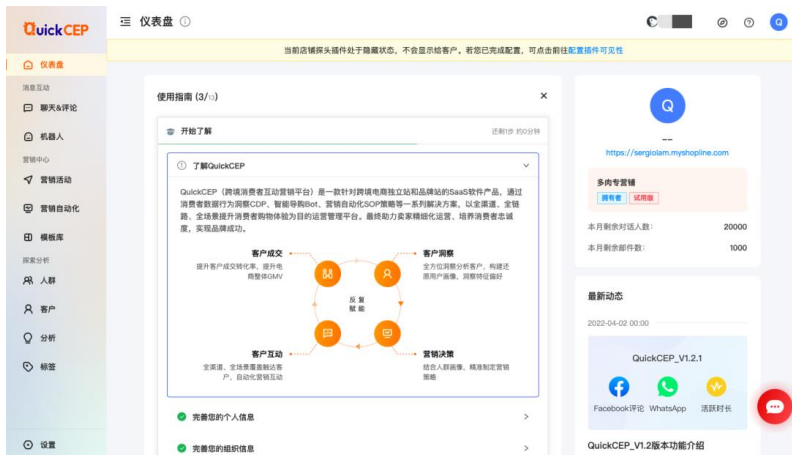 QuickCEP
仪表盘
当前店铺探头插件处于隐藏状态，不会显示给客户。若您已完成配置，可点击前往配置插件可见性
Q
仪表盘
消息互动
聊天&评论
机器人
营销中心
营销活动
营销自动化
模板库
探索分析
人群
客户
分析
标签
设置
使用指南 (3/13)
开始了解
还剩1步 约0分钟
了解QuickCEP
QuickCEP（跨境消费者互动营销平台）是一款针对跨境电商独立站和品牌站的SaaS软件产品，通过
消费者数据行为洞察CDP、智能导购Bot、营销自动化SOP策略等一系列解决方案，以全渠道、全链
路、全场景提升消费者购物体验为目的运营管理平台。最终助力卖家精细化运营、培养消费者忠诚
度，实现品牌成功。
客户成交
提升客户成交转化率，提升电
商整体GMV
客户洞察
全方位洞察分析客户，构建还
原用户画像、洞察特征偏好
反复
赋能
客户互动
全渠道、全场景覆盖触达客
户，自动化营销互动
营销决策
结合人群画像，精准制定营销
策略
完善您的个人信息
完善您的组织信息
Q
--
https://sergiolam.myshopline.com
多肉专营铺
拥有者 试用版
本月剩余对话人数： 20000
本月剩余邮件数： 1000
最新动态
2022-04-02 00:00
QuickCEP_V1.2.1
Facebook评论 WhatsApp 活跃时长
QuickCEP_V1.2版本功能介绍